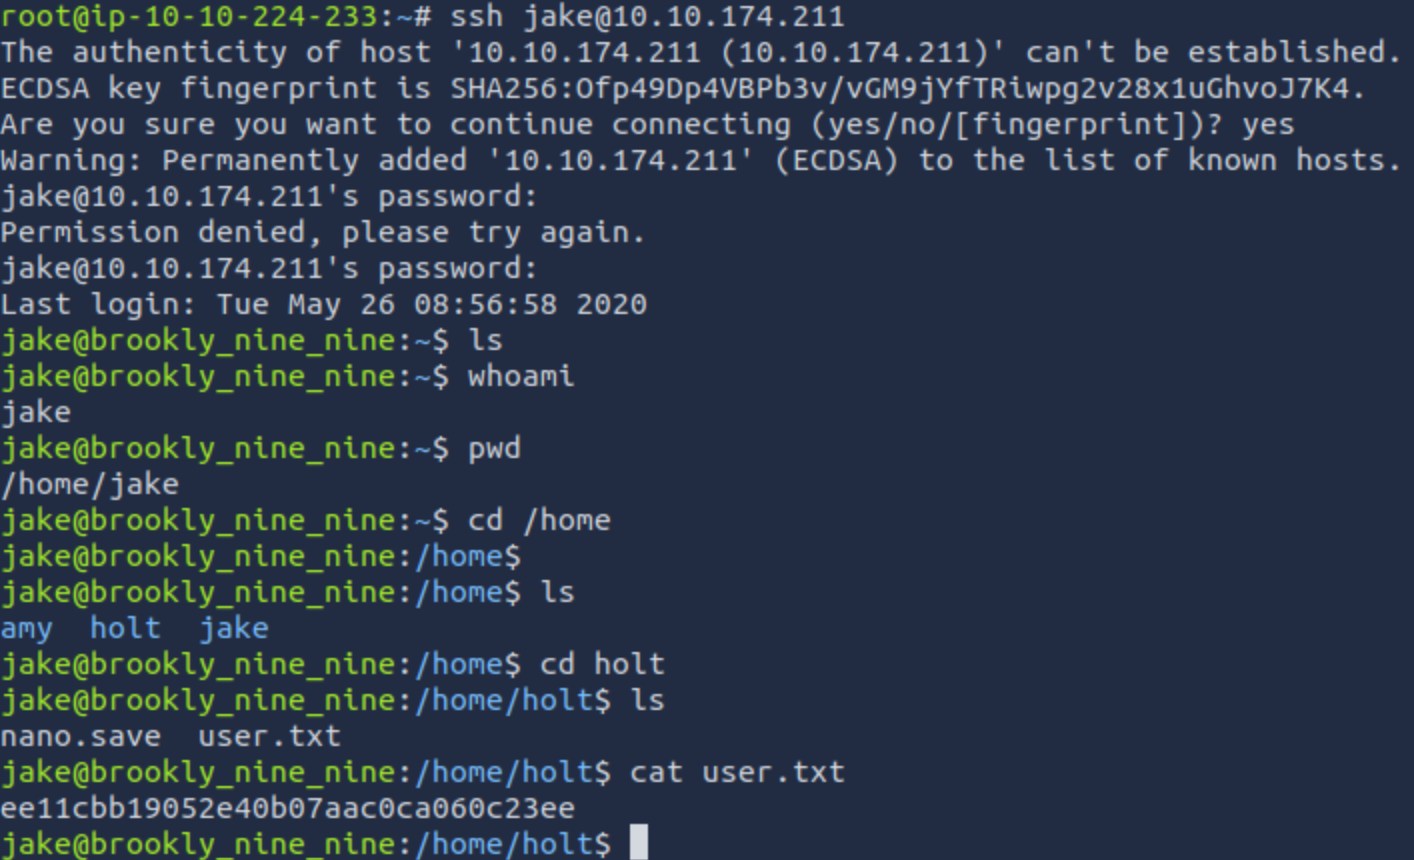 root@ip-10-10-224-233:~# ssh jake@10.10.174.211
The authenticity of host '10.10.174.211 (10.10.174.211)' can't be established.
ECDSA key fingerprint is SHA256:Ofp49Dp4VBPb3v/vGM9jYfTRiwpg2v28x1uGhvoJ7K4.
Are you sure you want to continue connecting (yes/no/[fingerprint])? yes
Warning: Permanently added '10.10.174.211' (ECDSA) to the list of known hosts.
jake@10.10.174.211's password:
Permission denied, please try again.
jake@10.10.174.211's password:
Last login: Tue May 26 08:56:58 2020
jake@brookly_nine_nine:~$ ls
jake@brookly_nine_nine:~$ whoami
jake
jake@brookly_nine_nine:~$ pwd
/home/jake
jake@brookly_nine_nine:~$ cd /home
jake@brookly_nine_nine:/home$
jake@brookly_nine_nine:/home$ ls
amy  holt  jake
jake@brookly_nine_nine:/home$ cd holt
jake@brookly_nine_nine:/home/holt$ ls
nano.save  user.txt
jake@brookly_nine_nine:/home/holt$ cat user.txt
ee11cbb19052e40b07aac0ca060c23ee
jake@brookly_nine_nine:/home/holt$